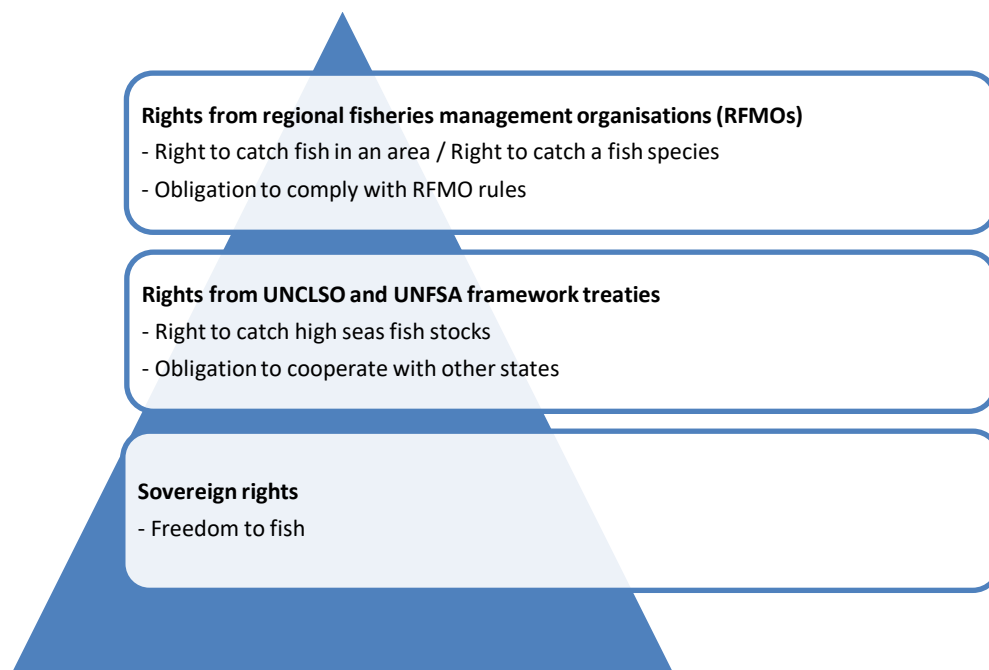 Rights from regional fisheries management organisations (RFMOs)
- Right to catch fish in an area / Right to catch a fish species
- Obligation to comply with RFMO rules
Rights from UNCLSO and UNFSA framework treaties
- Right to catch high seas fish stocks
- Obligation to cooperate with other states
Sovereign rights
- Freedom to fish